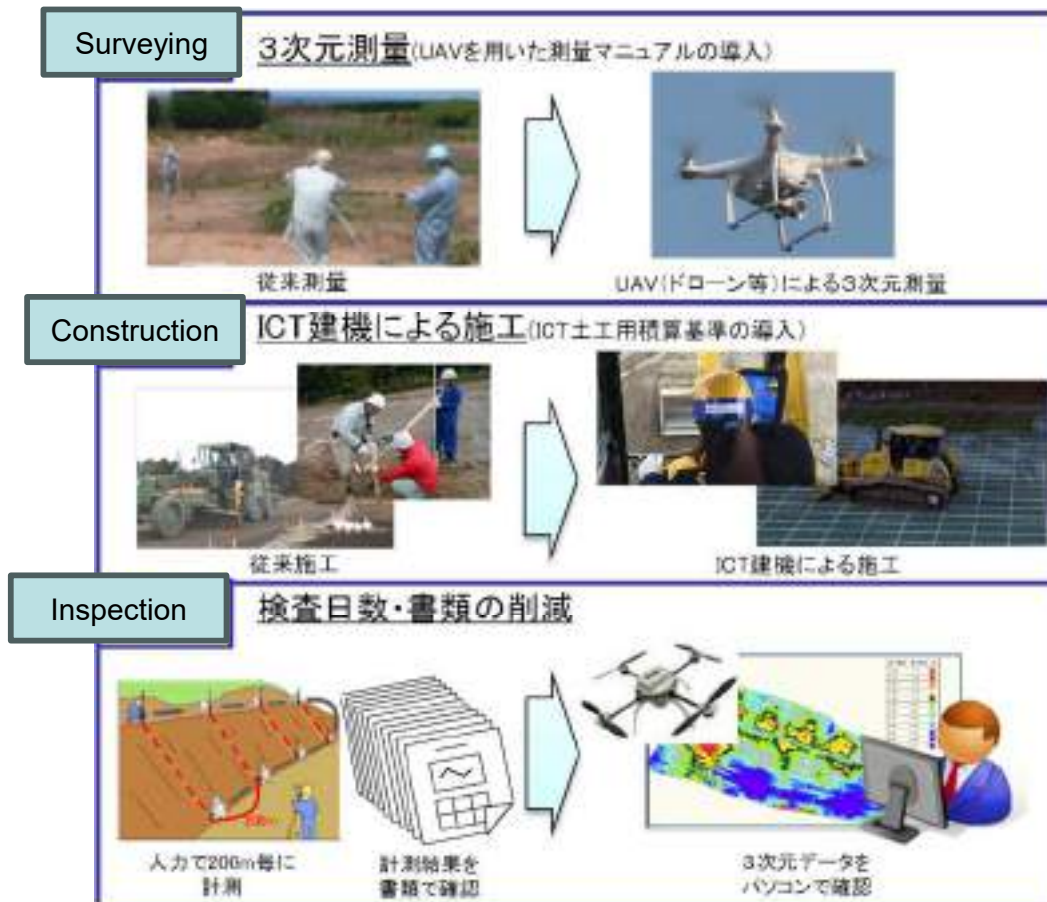 Surveying
3次元測量(UAVを用いた測量マニュアルの導入)
従来測量
UAV(ドローン等)による3次元測量
Construction
ICT建機による施工(ICT土工用積算基準の導入)
従来施工
ICT建機による施工
Inspection
検査日数・書類の削減
人力で200m毎に
計測
計測結果を
書類で確認
3次元データを
パソコンで確認